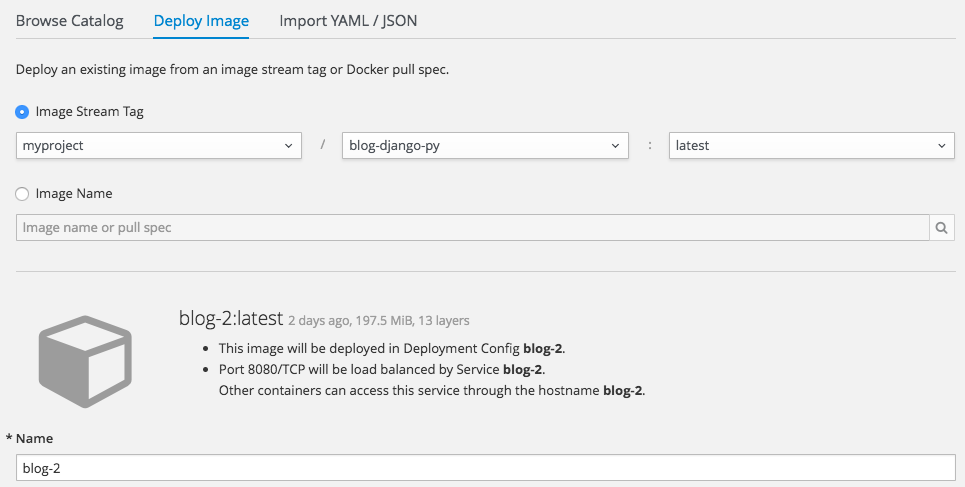 Browse Catalog Deploy Image Import YAML / JSON
Deploy an existing image from an image stream tag or Docker pull spec.
Image Stream Tag
myproject / blog-django-py : latest
Image Name
Image name or pull spec
blog-2:latest 2 days ago, 197.5 MiB, 13 layers
• This image will be deployed in Deployment Config blog-2.
• Port 8080/TCP will be load balanced by Service blog-2.
Other containers can access this service through the hostname blog-2.
* Name
blog-2